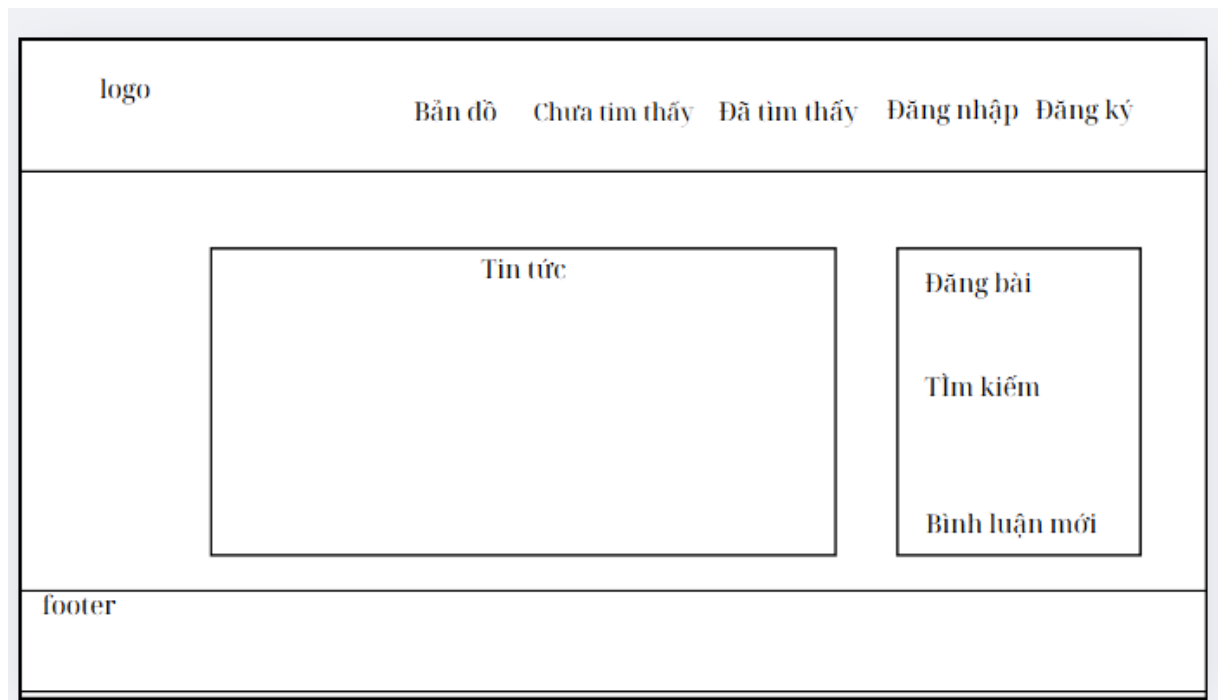 logo
Bản đồ Chưa tim thấy Đã tìm thấy Đăng nhập Đăng ký
Tin tức
Đăng bài
TÌm kiếm
Bình luận mới
footer